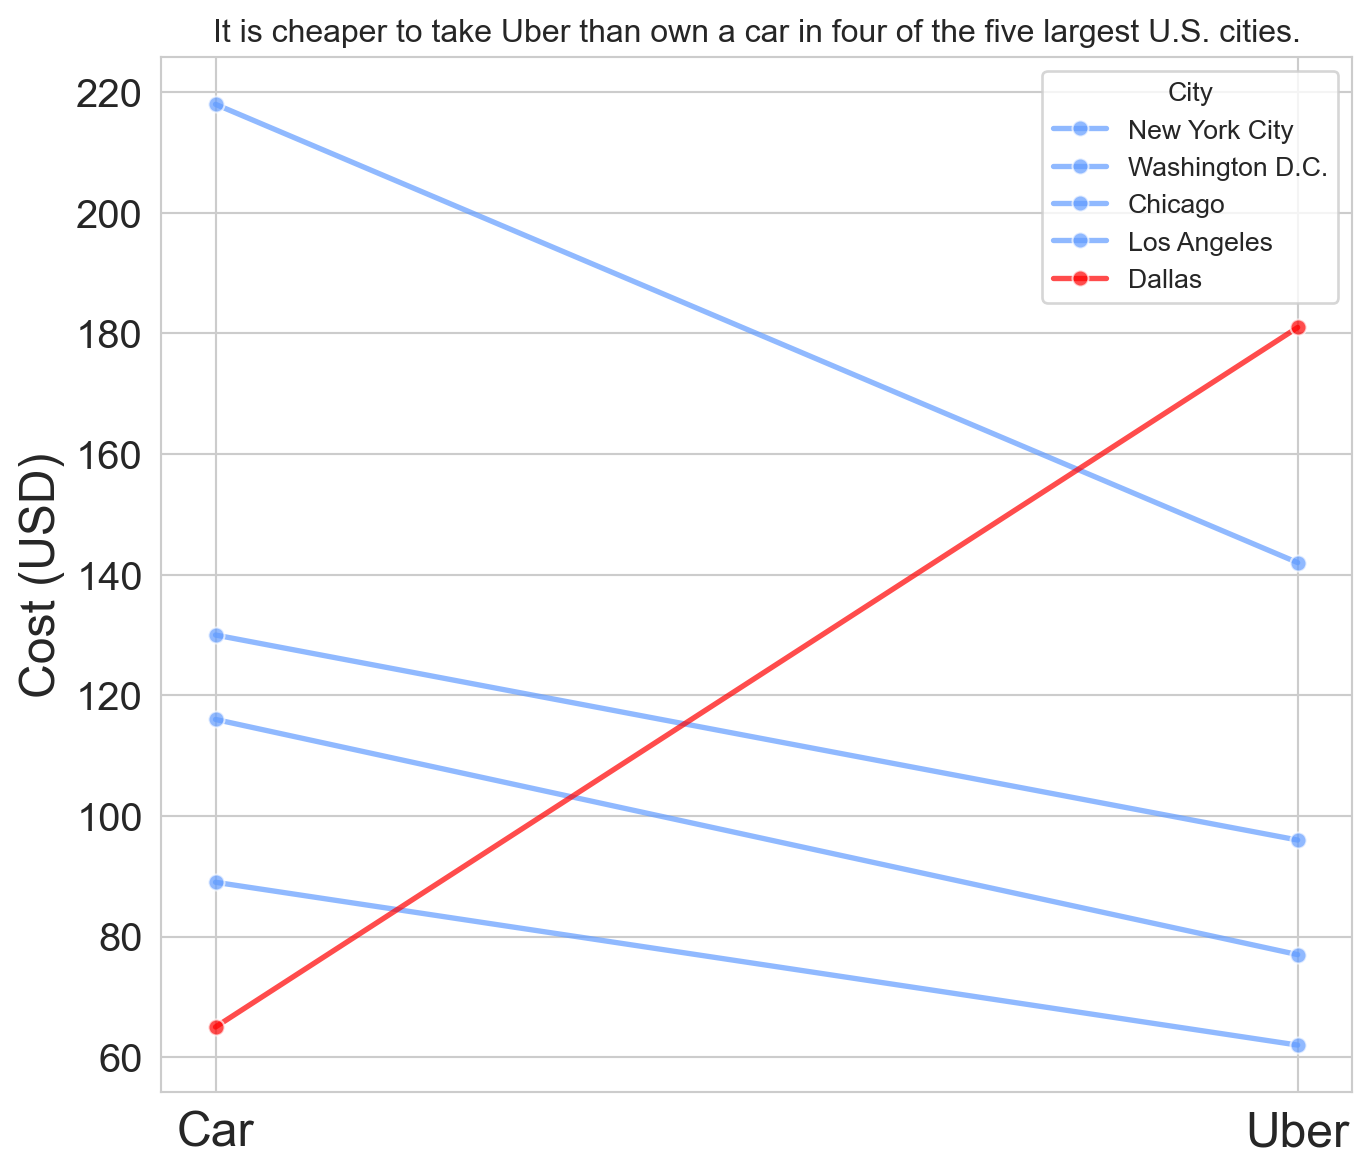 It is cheaper to take Uber than own a car in four of the five largest U.S. cities.
City
New York City
Washington D.C.
Chicago
Los Angeles
Dallas
Cost (USD)
220
200
180
160
140
120
100
80
60
Car
Uber